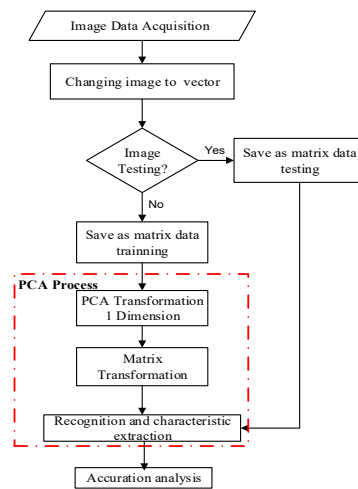 Image Data Acquisition
Changing image to vector
Image
Testing?
Yes
Save as matrix data
testing
No
Save as matrix data
trainning
PCA Process
PCA Transformation
1 Dimension
Matrix
Transformation
Recognition and characteristic
extraction
Accuration analysis